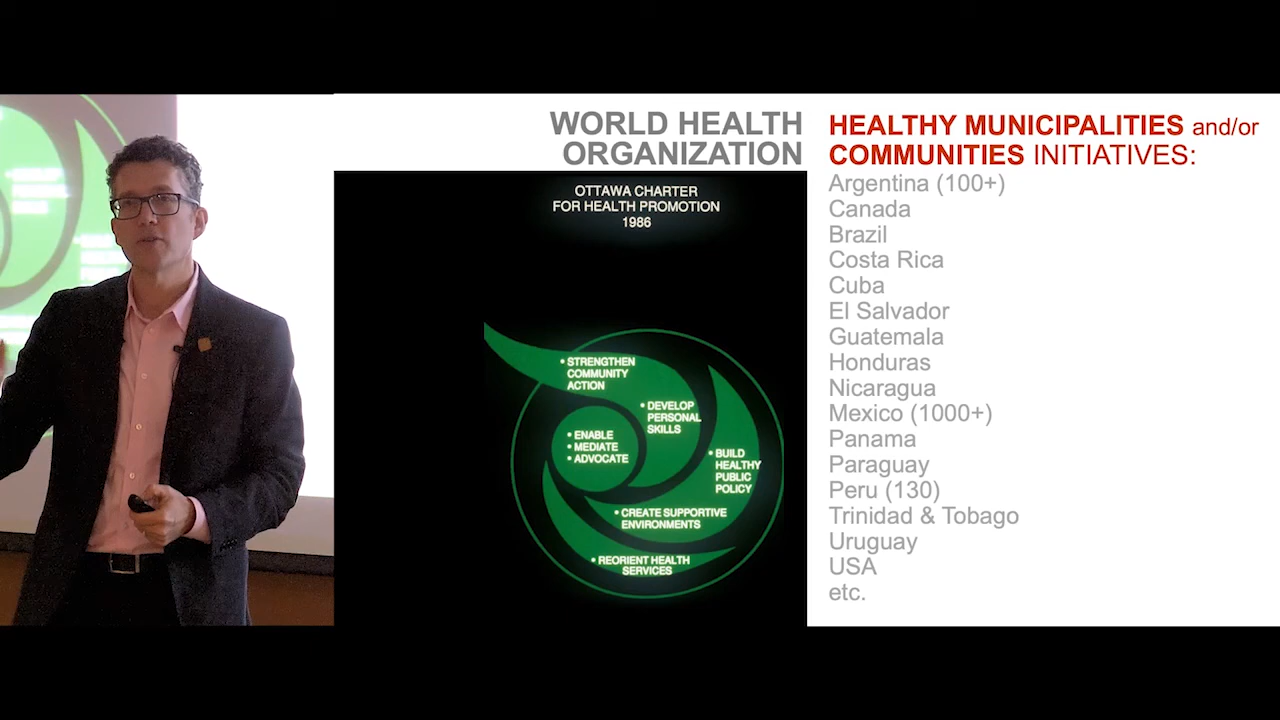 WORLD HEALTH
ORGANIZATION
OTTAWA CHARTER
FOR HEALTH PROMOTION
1986
• STRENGTHEN
COMMUNITY
ACTION
• DEVELOP
PERSONAL
SKILLS
• ENABLE
• MEDIATE
• ADVOCATE
• BUILD
HEALTHY
PUBLIC
POLICY
• CREATE SUPPORTIVE
ENVIRONMENTS
• REORIENT HEALTH
SERVICES
HEALTHY MUNICIPALITIES and/or
COMMUNITIES INITIATIVES:
Argentina (100+)
Canada
Brazil
Costa Rica
Cuba
El Salvador
Guatemala
Honduras
Nicaragua
Mexico (1000+)
Panama
Paraguay
Peru (130)
Trinidad & Tobago
Uruguay
USA
etc.